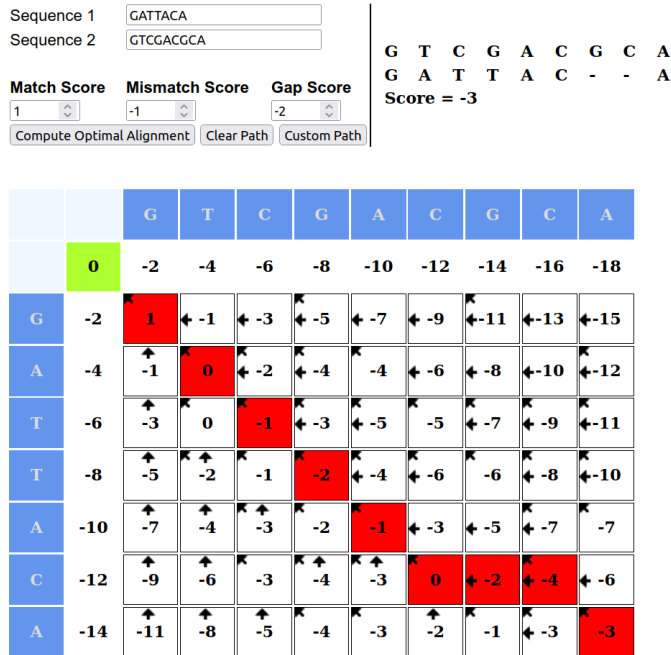 Sequence 1 GATTACA
Sequence 2 GTCGACGCA
Match Score Mismatch Score Gap Score
1 -1 -2
Compute Optimal Alignment Clear Path Custom Path
G T C G A C G C A
G A T T A C - - A
Score = -3
G T C G A C G C A
0 -2 -4 -6 -8 -10 -12 -14 -16 -18
G -2 1 -1 -3 -5 -7 -9 -11 -13 -15
A -4 -1 0 -2 -4 -4 -6 -8 -10 -12
T -6 -3 0 -1 -3 -5 -5 -7 -9 -11
T -8 -5 -2 -1 -2 -4 -6 -6 -8 -10
A -10 -7 -4 -3 -2 -1 -3 -5 -7 -7
C -12 -9 -6 -3 -4 -3 0 -2 -4 -6
A -14 -11 -8 -5 -4 -3 -2 -1 -3 -3